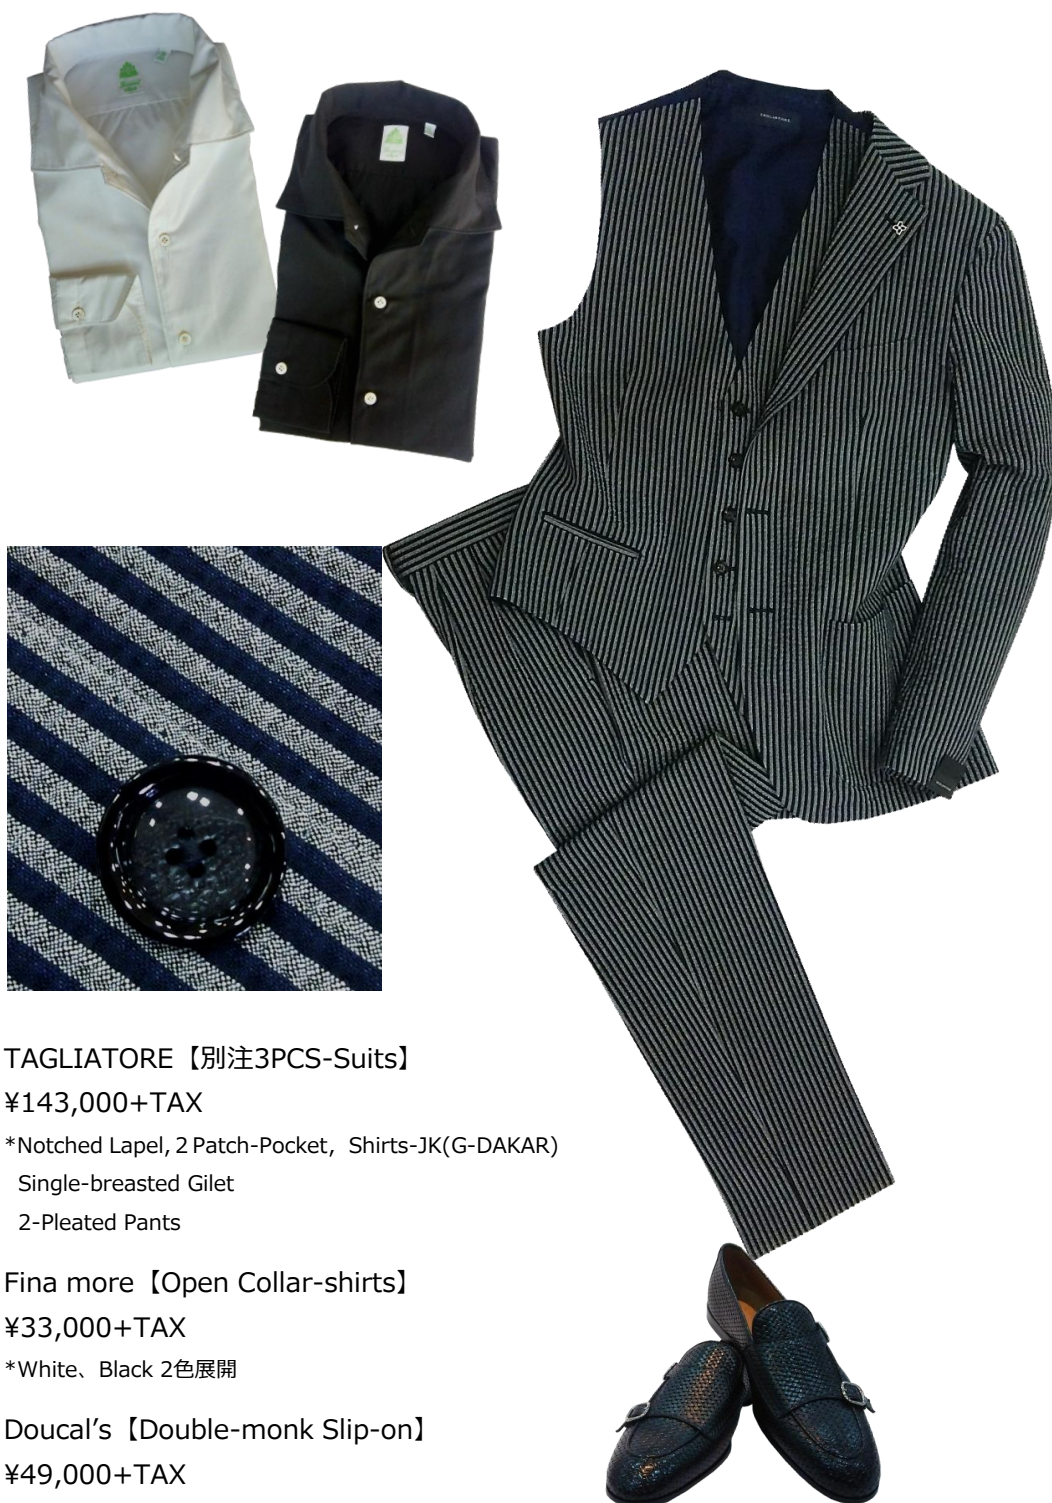 TAGLIATORE
TAGLIATORE【別注3PCS-Suits】
¥143,000+TAX
*Notched Lapel, 2 Patch-Pocket，Shirts-JK(G-DAKAR)
Single-breasted Gilet
2-Pleated Pants
Fina more【Open Collar-shirts】
¥33,000+TAX
*White、Black 2色展開
Doucal’s【Double-monk Slip-on】
¥49,000+TAX